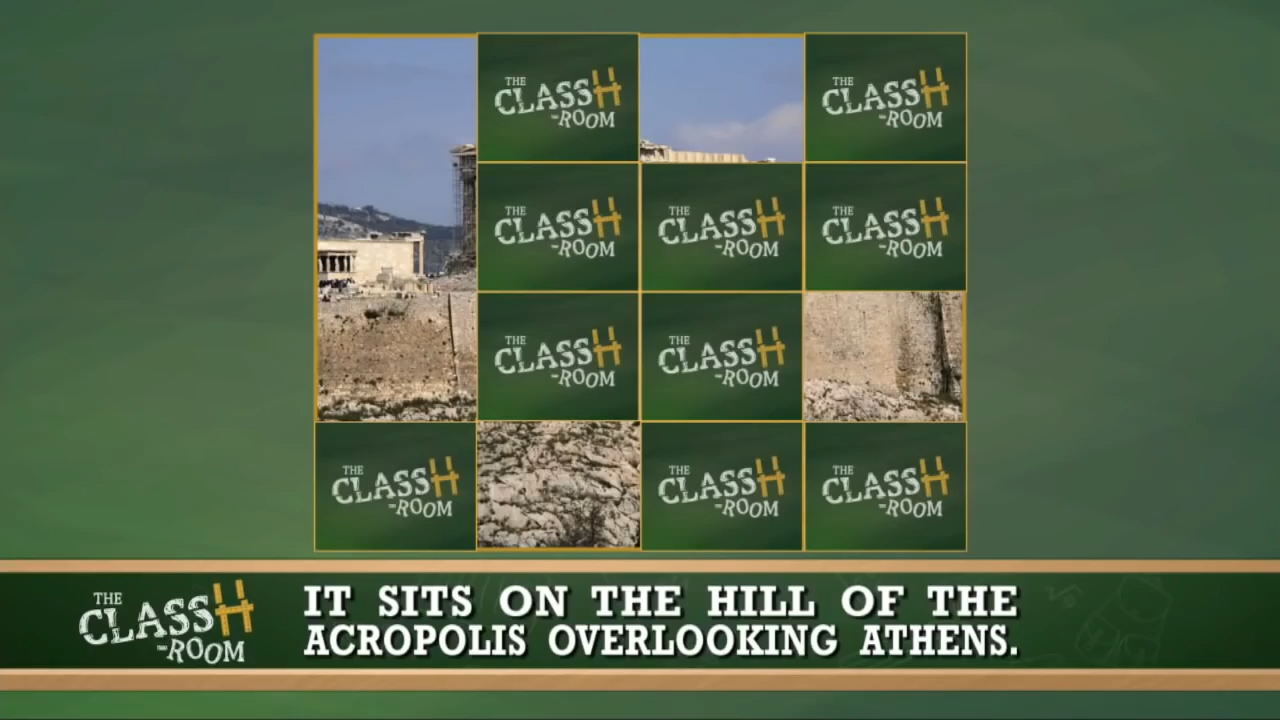 THE
CLASSH
-ROOM
THE
CLASSH
-ROOM
THE
CLASSH
-ROOM
THE
CLASSH
-ROOM
THE
CLASSH
-ROOM
THE
CLASSH
-ROOM
THE
CLASSH
-ROOM
THE
CLASSH
-ROOM
THE
CLASSH
-ROOM
THE
CLASSH
-ROOM
THE
CLASSH
-ROOM
IT SITS ON THE HILL OF THE
ACROPOLIS OVERLOOKING ATHENS.